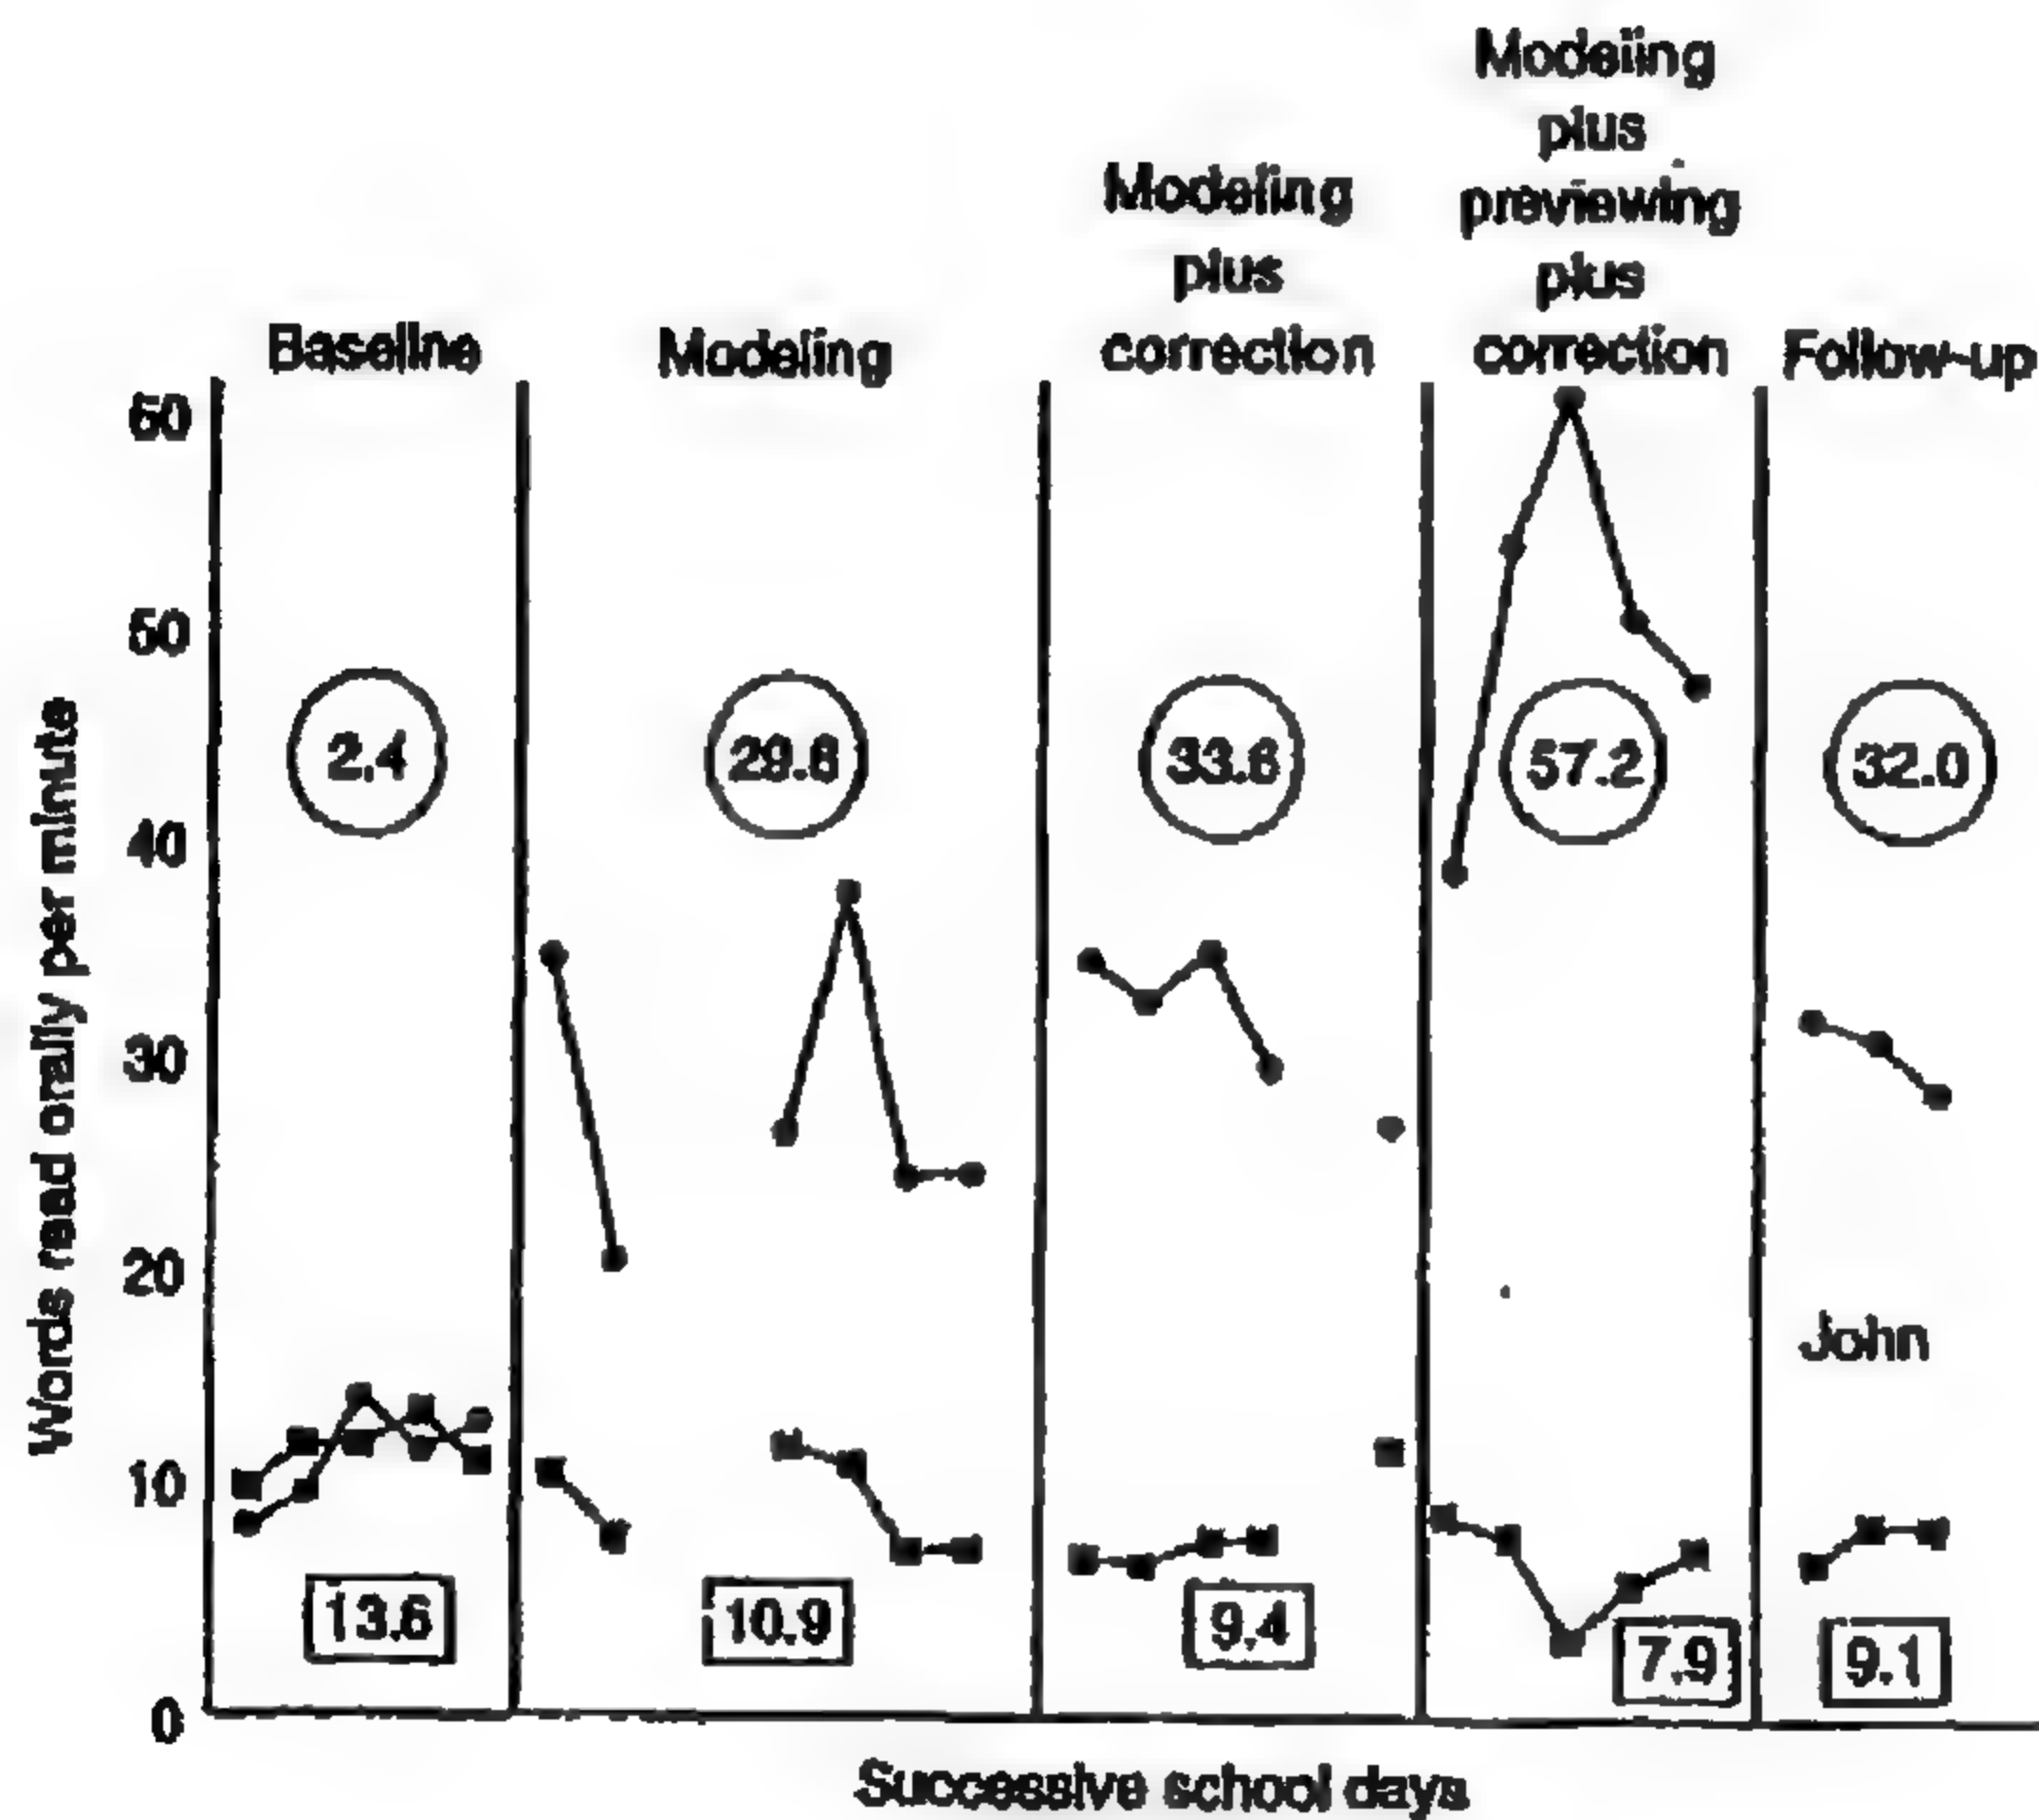 Modeling
plus
previewing
plus
correction
Modeling
plus
correction
Baseline
Modeling
Follow-up
60
50
40
30
20
10
0
Words read orally per minute
2.4
29.8
33.6
57.2
32.0
John
13.6
10.9
9.4
7.9
9.1
Successive school days